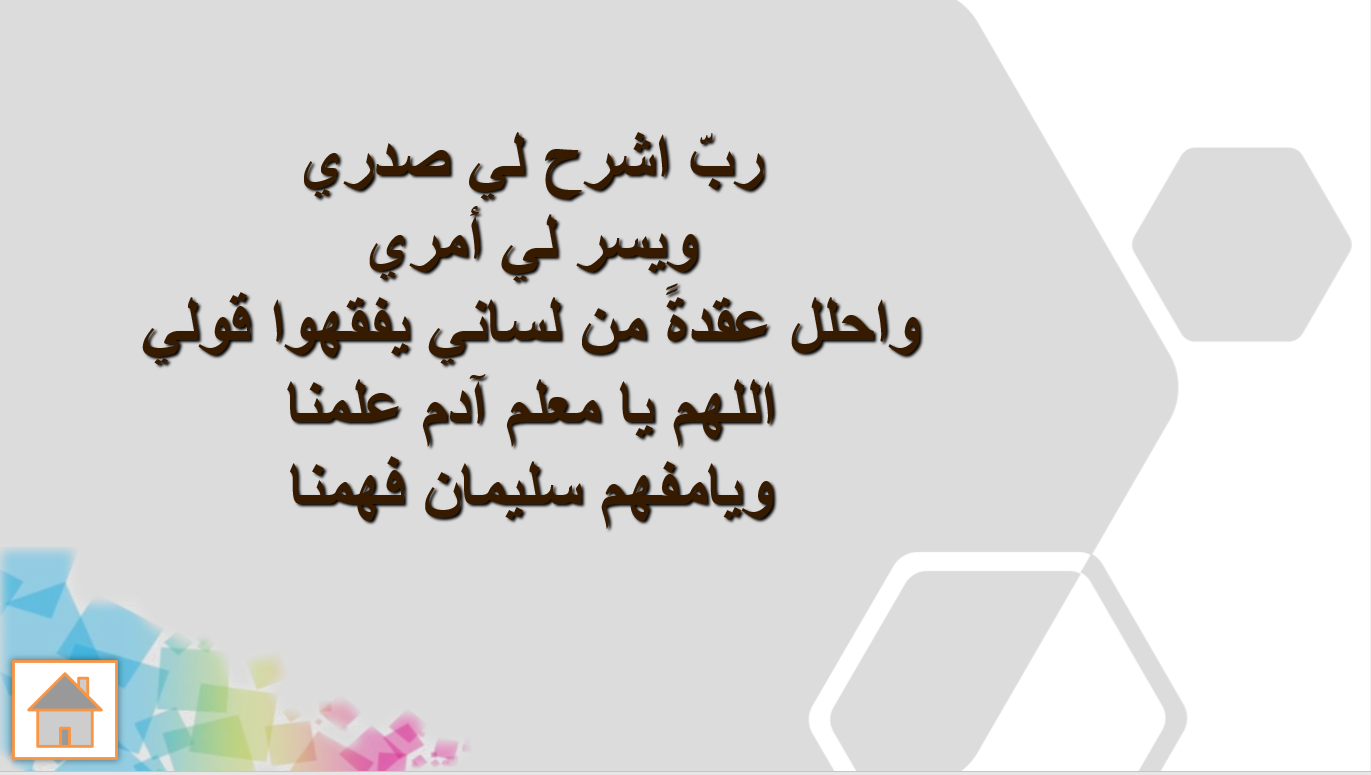 ربّ اشرح لي صدري
ويسر لي أمري
واحلل عقدةً من لساني يفقهوا قولي
اللهم يا معلم آدم علمنا
ويامفهم سليمان فهمنا